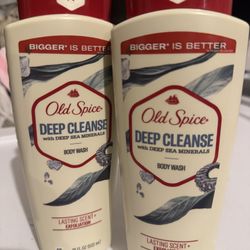 BIGGER* IS BETTER
Old Spice
DEEP CLEANSE
with DEEP SEA MINERALS
BODY WASH
LASTING SCENT +
EXFOLIATION
BIGGER* IS BETTER
Old Spice
DEEP CLEANSE
with DEEP SEA MINERALS
BODY WASH
LASTING SCENT +